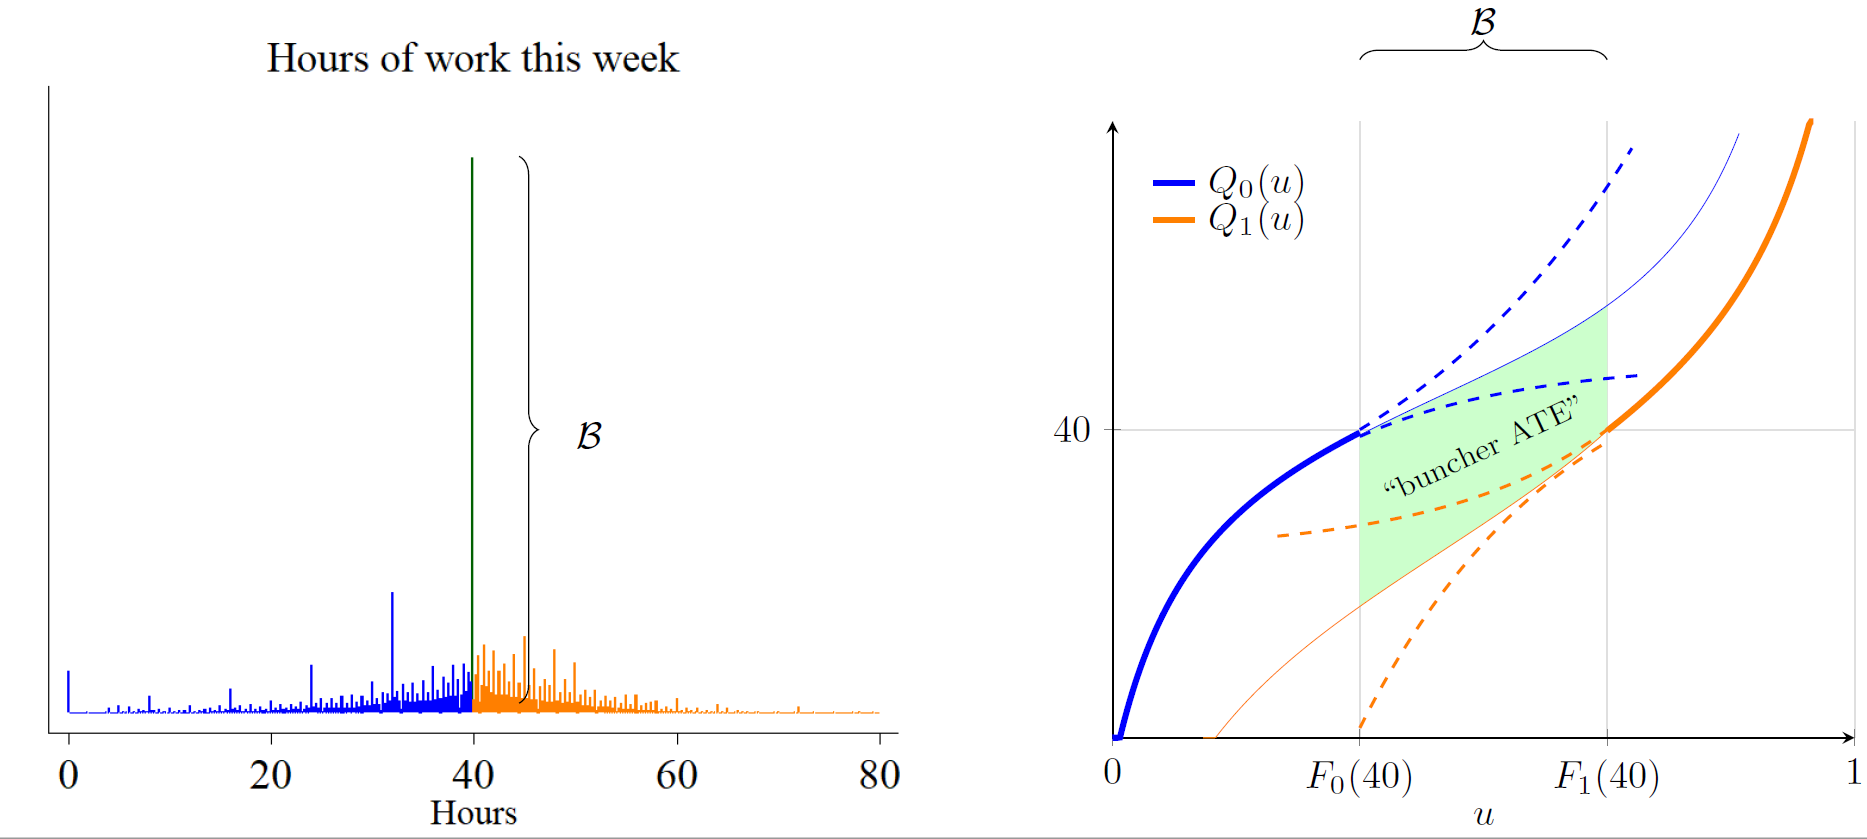 Hours of work this week
ℬ
0 20 40 60 80
Hours
ℬ
Q₀(u)
Q₁(u)
40
“buncher ATE”
0 F₀(40) F₁(40) 1
u